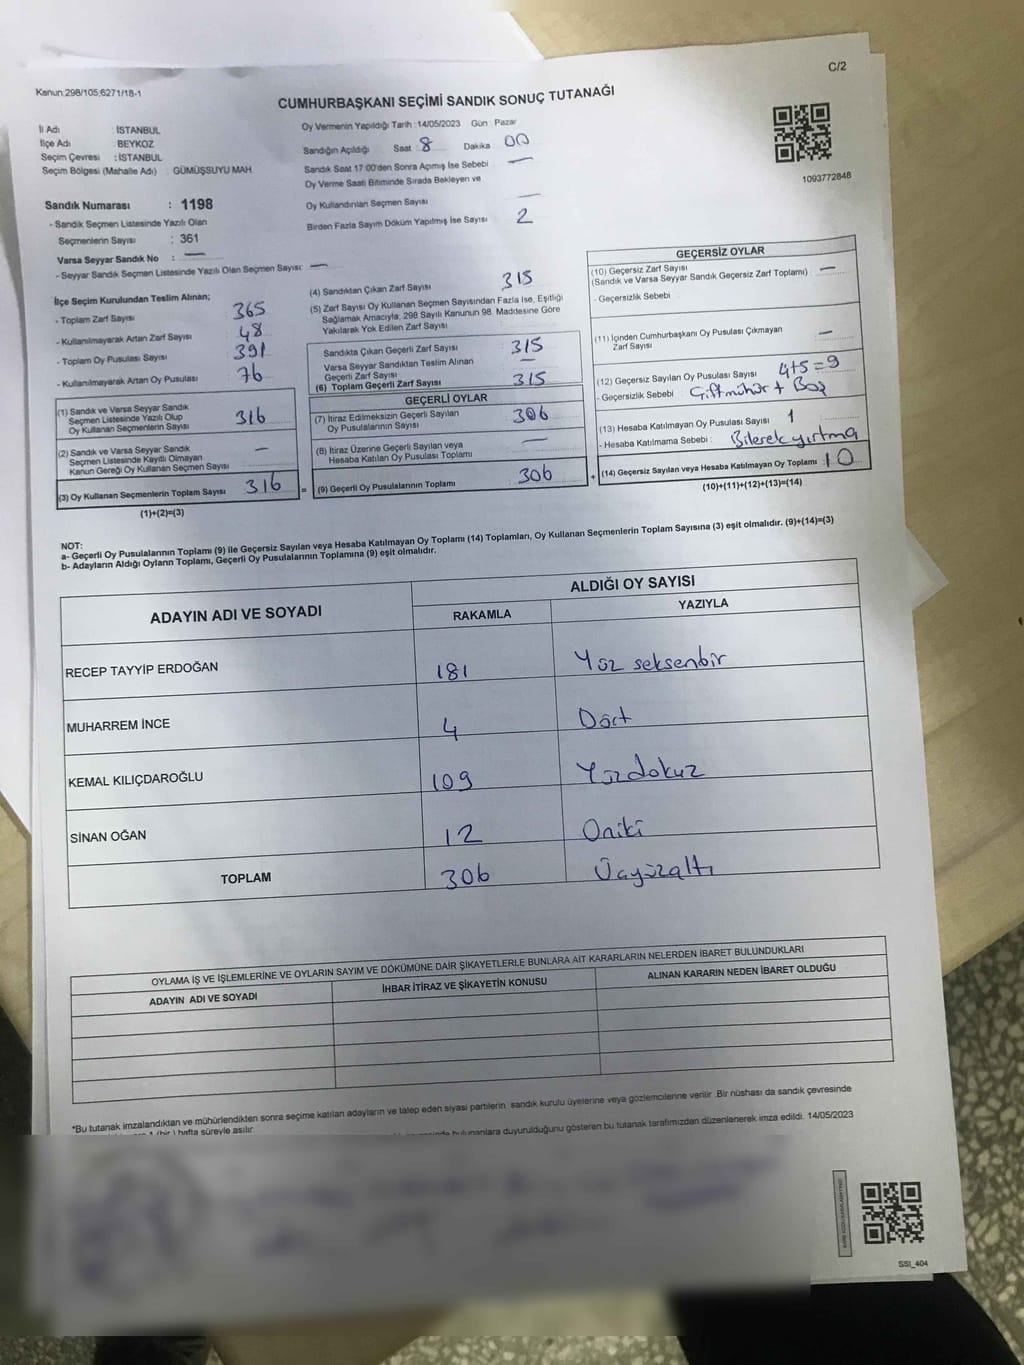 C/2
Kanun:298/105;6271/18-1
CUMHURBAŞKANI SEÇİMİ SANDIK SONUÇ TUTANAĞI
İl Adı : İSTANBUL
İlçe Adı : BEYKOZ
Seçim Çevresi : İSTANBUL
Seçim Bölgesi (Mahalle Adı) : GÜMÜŞSUYU MAH.
Sandık Numarası : 1198
- Sandık Seçmen Listesinde Yazılı Olan
Seçmenlerin Sayısı : 361
Varsa Seyyar Sandık No : —
- Seyyar Sandık Seçmen Listesinde Yazılı Olan Seçmen Sayısı: —
Oy Vermenin Yapıldığı Tarih : 14/05/2023 Gün : Pazar
Sandığın Açıldığı Saat 8 Dakika 00
Sandık Saat 17:00'den Sonra Açımış İse Sebebi —
Oy Verme Saati Bitiminde Sırada Bekleyen ve
Oy Kullandırılan Seçmen Sayısı —
Birden Fazla Sayım Döküm Yapılmış İse Sayısı 2
1093772848
İlçe Seçim Kurulundan Teslim Alınan;
- Toplam Zarf Sayısı 365
- Kullanılmayarak Artan Zarf Sayısı 48
- Toplam Oy Pusulası Sayısı 391
- Kullanılmayarak Artan Oy Pusulası 76
(1) Sandık ve Varsa Seyyar Sandık
Seçmen Listesinde Yazılı Olup
Oy Kullanan Seçmenlerin Sayısı 316
(2) Sandık ve Varsa Seyyar Sandık
Seçmen Listesinde Kayıtlı Olmayan
Kanun Gereği Oy Kullanan Seçmen Sayısı —
(3) Oy Kullanan Seçmenlerin Toplam Sayısı 316 =
(1)+(2)=(3)
(4) Sandıktan Çıkan Zarf Sayısı 315
(5) Zarf Sayısı Oy Kullanan Seçmen Sayısından Fazla İse, Eşitliği
Sağlamak Amacıyla, 298 Sayılı Kanunun 98. Maddesine Göre
Yakılarak Yok Edilen Zarf Sayısı
Sandıkta Çıkan Geçerli Zarf Sayısı 315
Varsa Seyyar Sandıktan Teslim Alınan
Geçerli Zarf Sayısı —
(6) Toplam Geçerli Zarf Sayısı 315
GEÇERLİ OYLAR
(7) İtiraz Edilmeksizin Geçerli Sayılan
Oy Pusulalarının Sayısı 306
(8) İtiraz Üzerine Geçerli Sayılan veya
Hesaba Katılan Oy Pusulası Toplamı —
(9) Geçerli Oy Pusulalarının Toplamı 306 +
GEÇERSİZ OYLAR
(10) Geçersiz Zarf Sayısı
(Sandık ve Varsa Seyyar Sandık Geçersiz Zarf Toplamı) —
- Geçersizlik Sebebi
(11) İçinden Cumhurbaşkanı Oy Pusulası Çıkmayan
Zarf Sayısı —
(12) Geçersiz Sayılan Oy Pusulası Sayısı 4+5=9
- Geçersizlik Sebebi : Çiftmühür + Boş
(13) Hesaba Katılmayan Oy Pusulası Sayısı 1
- Hesaba Katılmama Sebebi : Bilerek yırtma
(14) Geçersiz Sayılan veya Hesaba Katılmayan Oy Toplamı : 10
(10)+(11)+(12)+(13)=(14)
NOT:
a- Geçerli Oy Pusulalarının Toplamı (9) ile Geçersiz Sayılan veya Hesaba Katılmayan Oy Toplamı (14) Toplamları, Oy Kullanan Seçmenlerin Toplam Sayısına (3) eşit olmalıdır. (9)+(14)=(3)
b- Adayların Aldığı Oyların Toplamı, Geçerli Oy Pusulalarının Toplamına (9) eşit olmalıdır.
ADAYIN ADI VE SOYADI ALDIĞI OY SAYISI
RAKAMLA YAZIYLA
RECEP TAYYİP ERDOĞAN 181 Yüz seksenbir
MUHARREM İNCE 4 Dört
KEMAL KILIÇDAROĞLU 109 Yüzdokuz
SİNAN OĞAN 12 Oniki
TOPLAM 306 Üçyüzaltı
OYLAMA İŞ VE İŞLEMLERİNE VE OYLARIN SAYIM VE DÖKÜMÜNE DAİR ŞİKAYETLERLE BUNLARA AİT KARARLARIN NELERDEN İBARET BULUNDUKLARI
ADAYIN ADI VE SOYADI İHBAR İTİRAZ VE ŞİKAYETİN KONUSU ALINAN KARARIN NEDEN İBARET OLDUĞU
*Bu tutanak imzalandıktan ve mühürlendikten sonra seçime katılan adayların ve talep eden siyasi partilerin sandık kurulu üyelerine veya gözlemcilerine verilir .Bir nüshası da sandık çevresinde
1 (bir) hafta süreyle asılır.
bulunanlara duyurulduğunu gösteren bu tutanak tarafımızdan düzenlenerek imza edildi. 14/05/2023
SSI_404